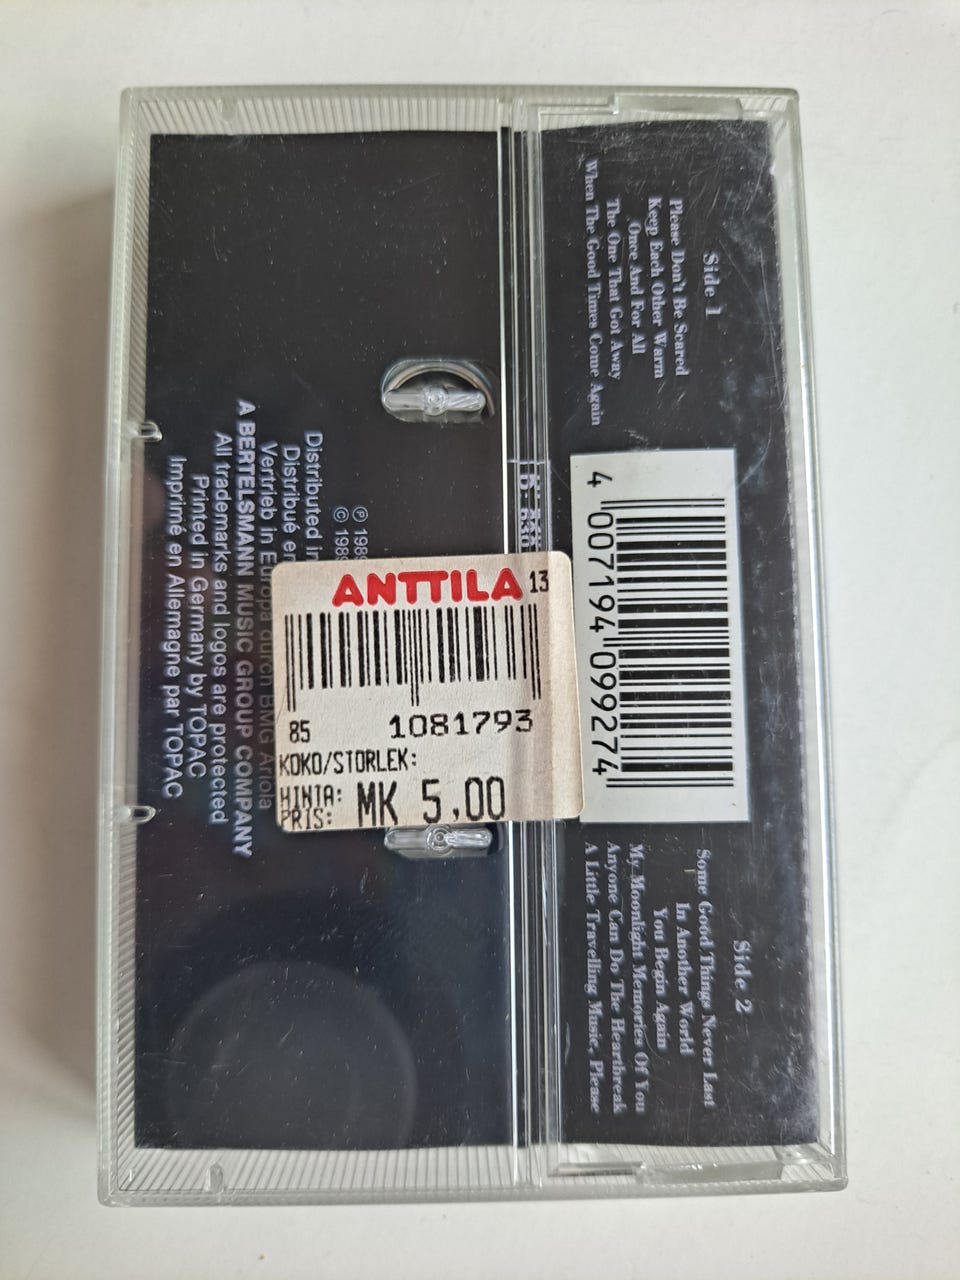 Side 1
Please Don't Be Scared
Keep Each Other Warm
Once And For All
The One That Got Away
When The Good Times Come Again
4 007194 099274
Side 2
Some Good Things Never Last
In Another World
You Begin Again
My Moonlight Memories Of You
Anyone Can Do The Heartbreak
A Little Travelling Music, Please
℗ 198
© 198
Distributed in
Distribué en
Vertrieb in Europa durch BMG Ariola
A BERTELSMANN MUSIC GROUP COMPANY
All trademarks and logos are protected
Printed in Germany by TOPAC
Imprimé en Allemagne par TOPAC
ANTTILA 13
85 1081793
KOKO/STORLEK:
HINTA: MK 5,00
PRIS: